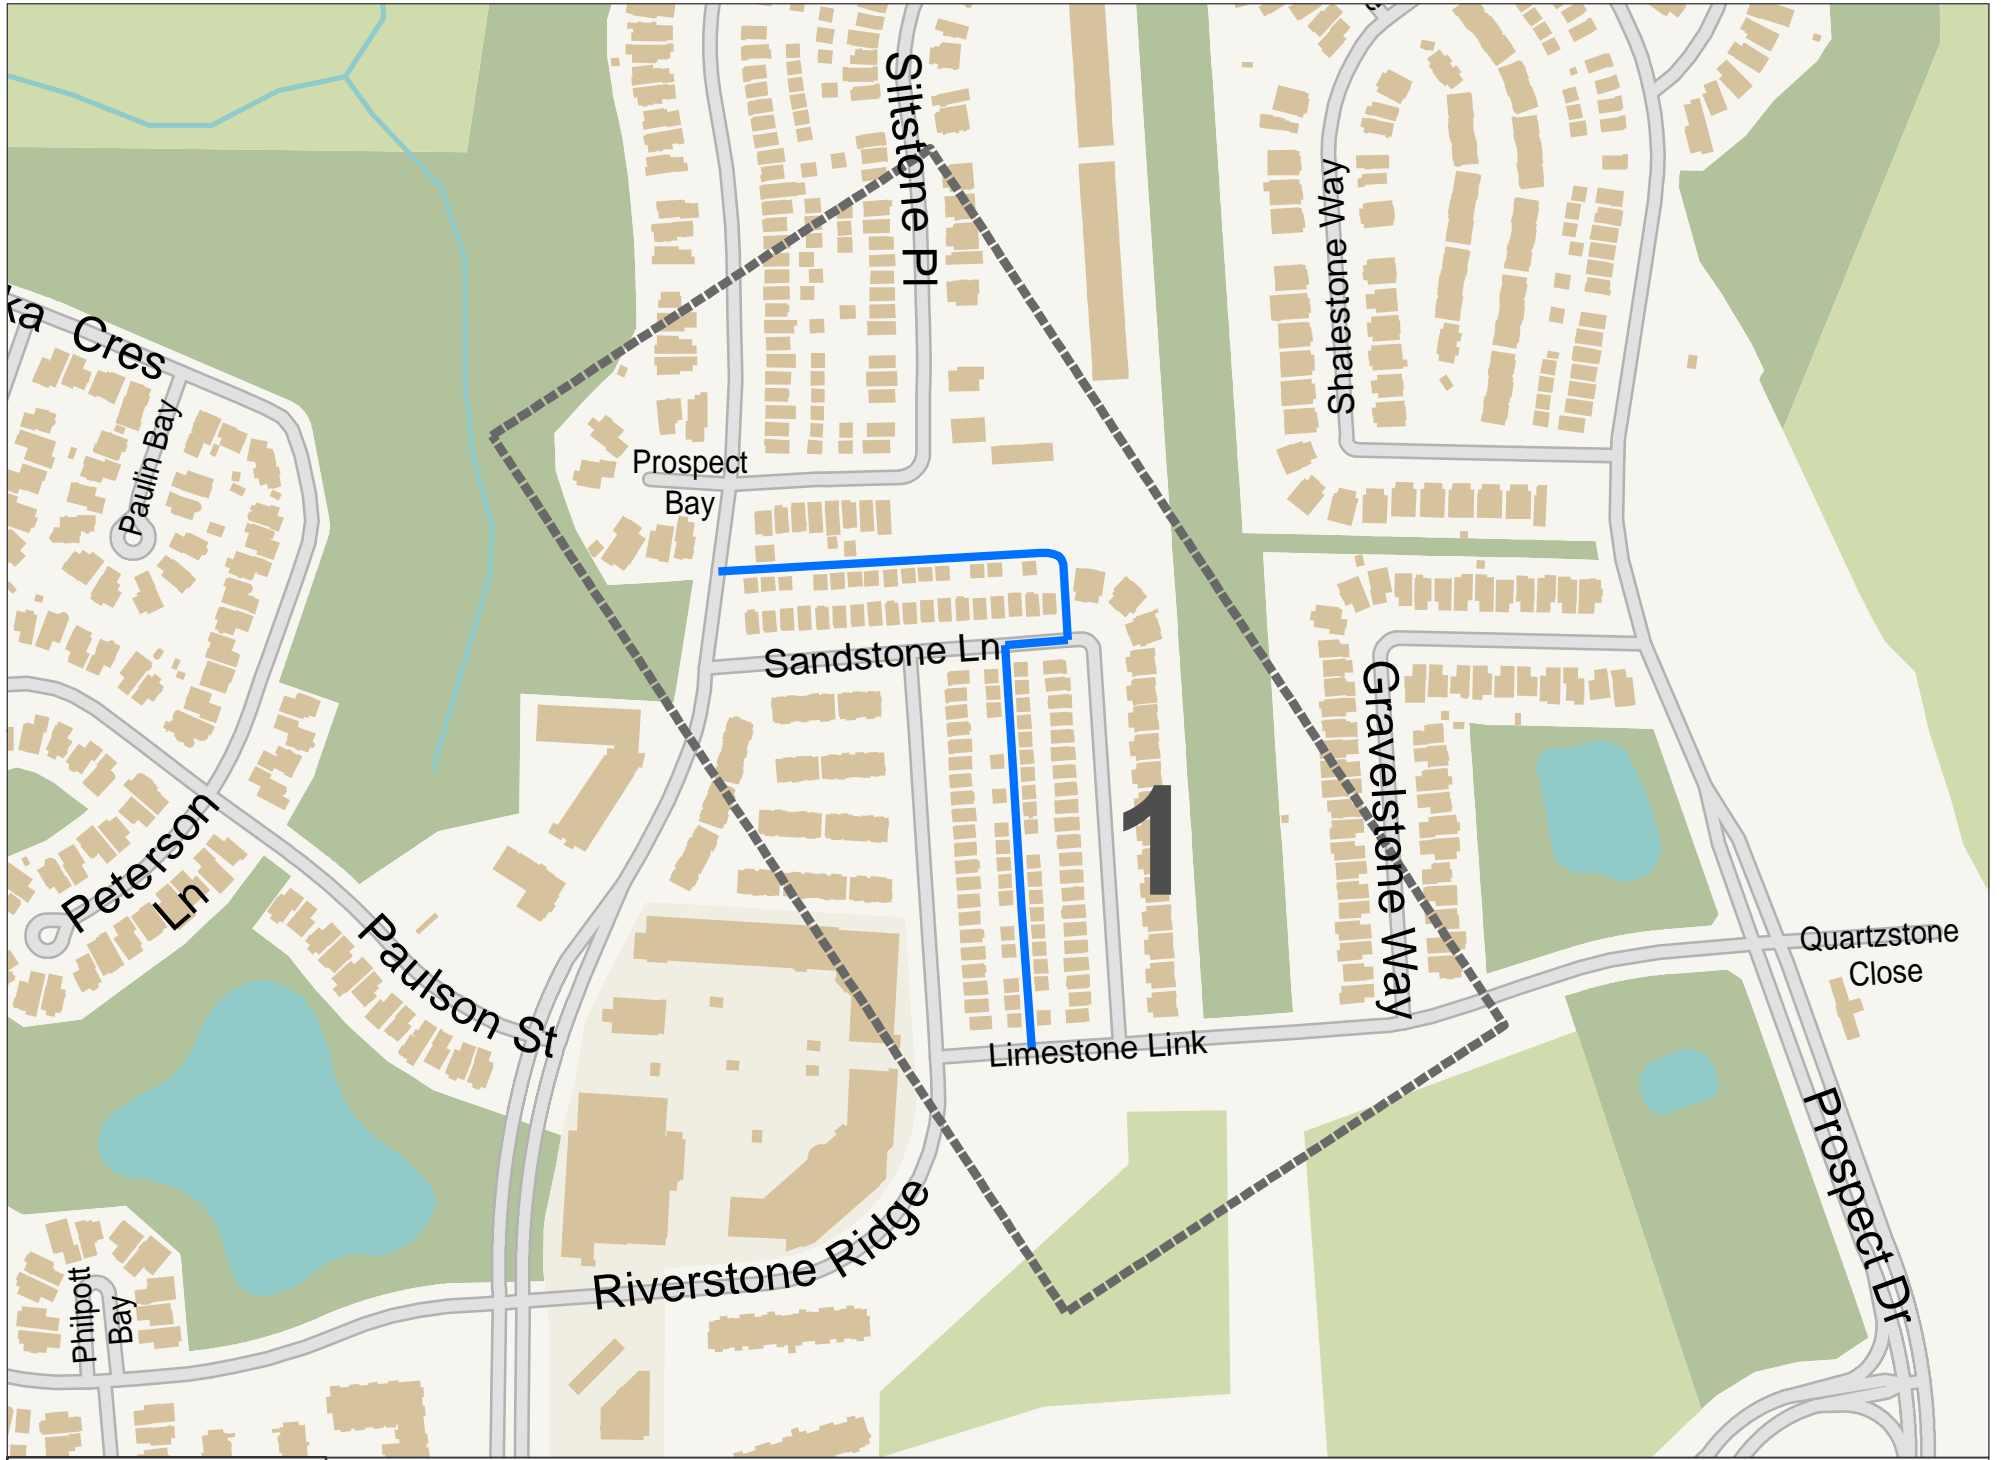 Siltstone Pl
Shalestone Way
ka Cres
Paulin Bay
Prospect
Bay
Sandstone Ln
Gravelstone Way
1
Peterson
Ln
Paulson St
Quartzstone
Close
Limestone Link
Prospect Dr
Riverstone Ridge
Philpott
Bay